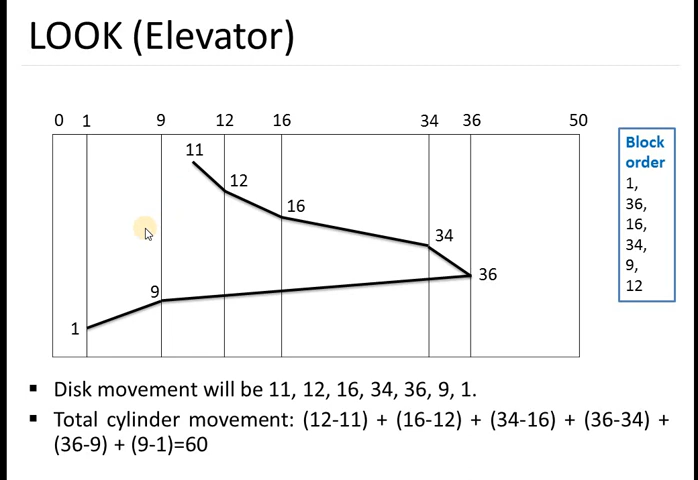 LOOK (Elevator)
0 1 9 12 16 34 36 50
11
12
16
34
36
9
1
Block
order
1,
36,
16,
34,
9,
12
▪ Disk movement will be 11, 12, 16, 34, 36, 9, 1.
▪ Total cylinder movement: (12-11) + (16-12) + (34-16) + (36-34) +
(36-9) + (9-1)=60